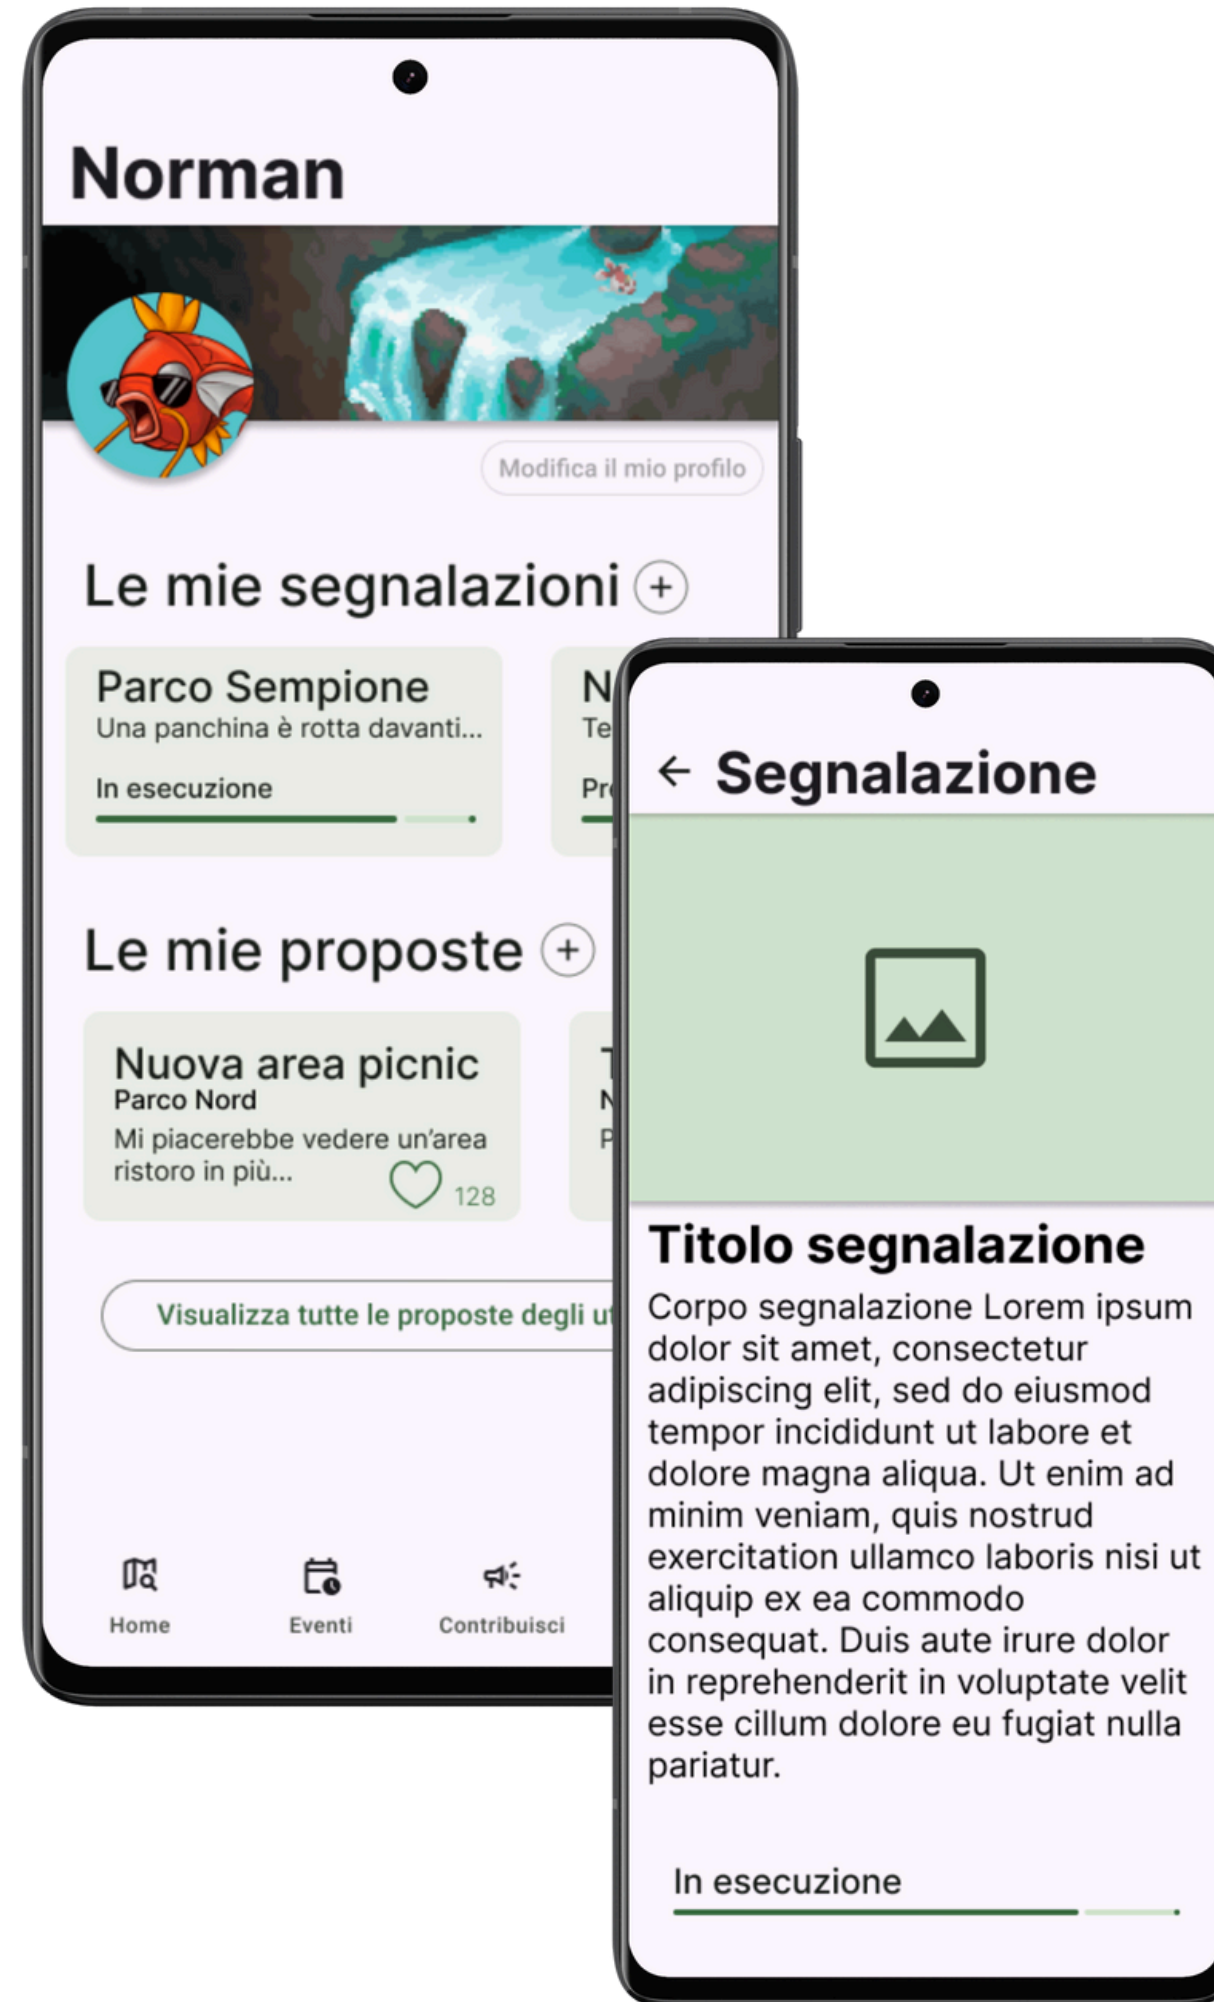 Norman
Modifica il mio profilo
Le mie segnalazioni
Parco Sempione
Una panchina è rotta davanti...
In esecuzione
Le mie proposte
Nuova area picnic
Parco Nord
Mi piacerebbe vedere un'area
ristoro in più...
128
Visualizza tutte le proposte degli
Home
Eventi
Contribuisci
Segnalazione
Titolo segnalazione
Corpo segnalazione Lorem ipsum
dolor sit amet, consectetur
adipiscing elit, sed do eiusmod
tempor incididunt ut labore et
dolore magna aliqua. Ut enim ad
minim veniam, quis nostrud
exercitation ullamco laboris nisi ut
aliquip ex ea commodo
consequat. Duis aute irure dolor
in reprehenderit in voluptate velit
esse cillum dolore eu fugiat nulla
pariatur.
In esecuzione